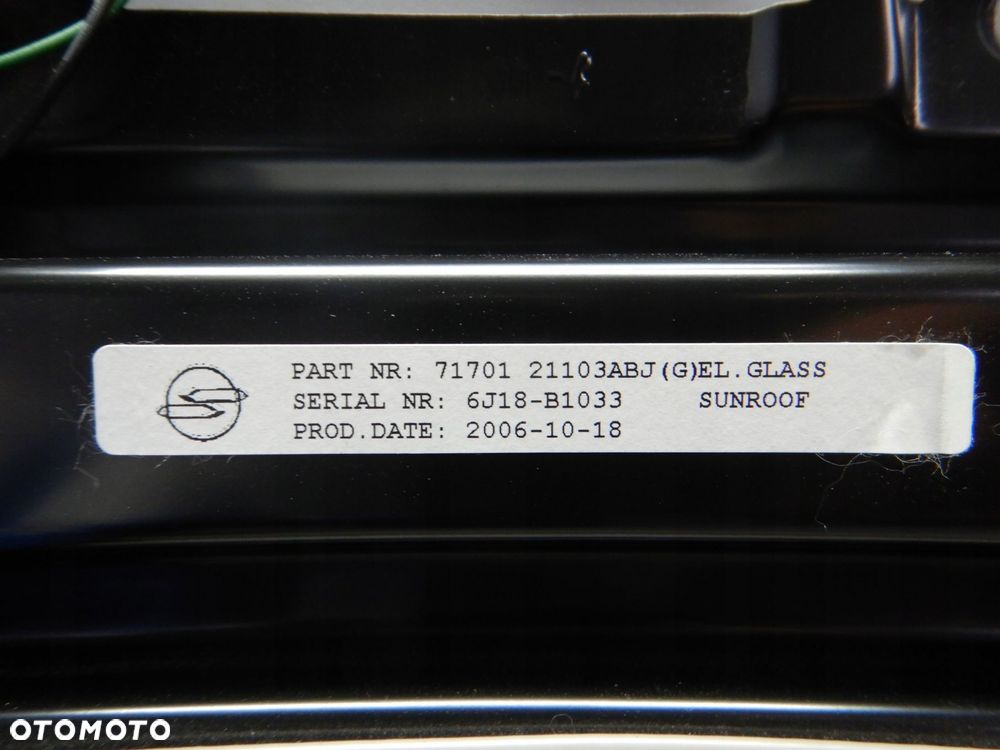 PART NR: 71701 21103ABJ(G)EL.GLASS
SERIAL NR: 6J18-B1033 SUNROOF
PROD.DATE: 2006-10-18
OTOMOTO